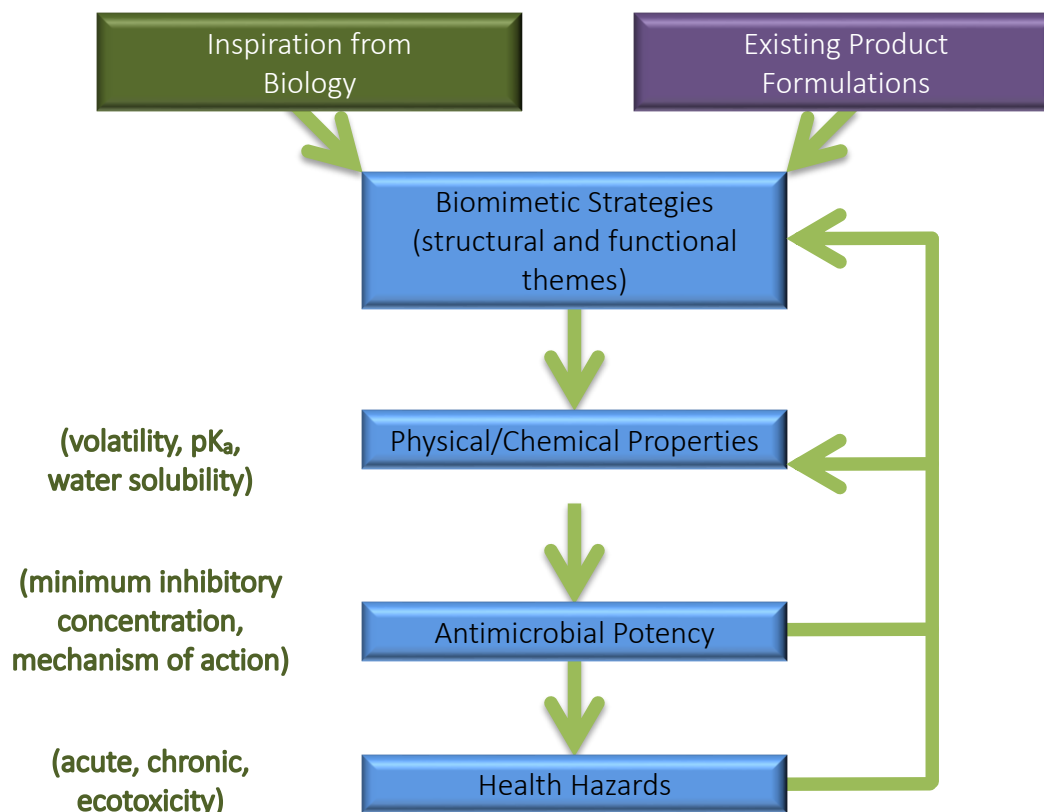 Inspiration from
Biology
Existing Product
Formulations
Biomimetic Strategies
(structural and functional
themes)
(volatility, pKₐ,
water solubility)
Physical/Chemical Properties
(minimum inhibitory
concentration,
mechanism of action)
Antimicrobial Potency
(acute, chronic,
ecotoxicity)
Health Hazards